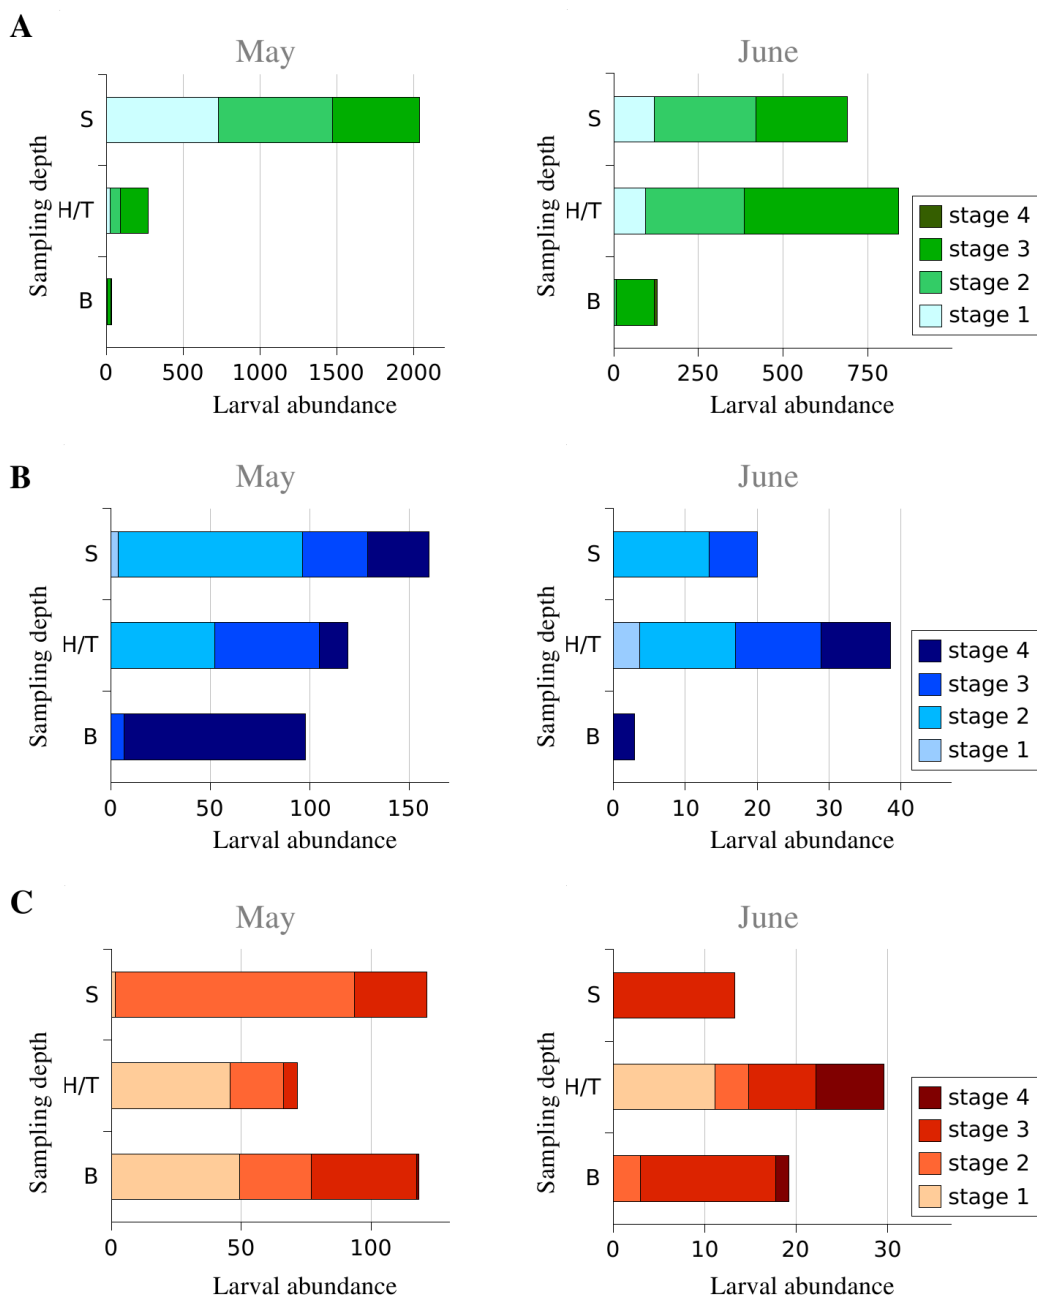 A
May
June
Sampling depth
S
H/T
B
0 500 1000 1500 2000
Larval abundance
Sampling depth
S
H/T
B
0 250 500 750
Larval abundance
stage 4
stage 3
stage 2
stage 1
B
May
June
Sampling depth
S
H/T
B
0 50 100 150
Larval abundance
Sampling depth
S
H/T
B
0 10 20 30 40
Larval abundance
stage 4
stage 3
stage 2
stage 1
C
May
June
Sampling depth
S
H/T
B
0 50 100
Larval abundance
Sampling depth
S
H/T
B
0 10 20 30
Larval abundance
stage 4
stage 3
stage 2
stage 1